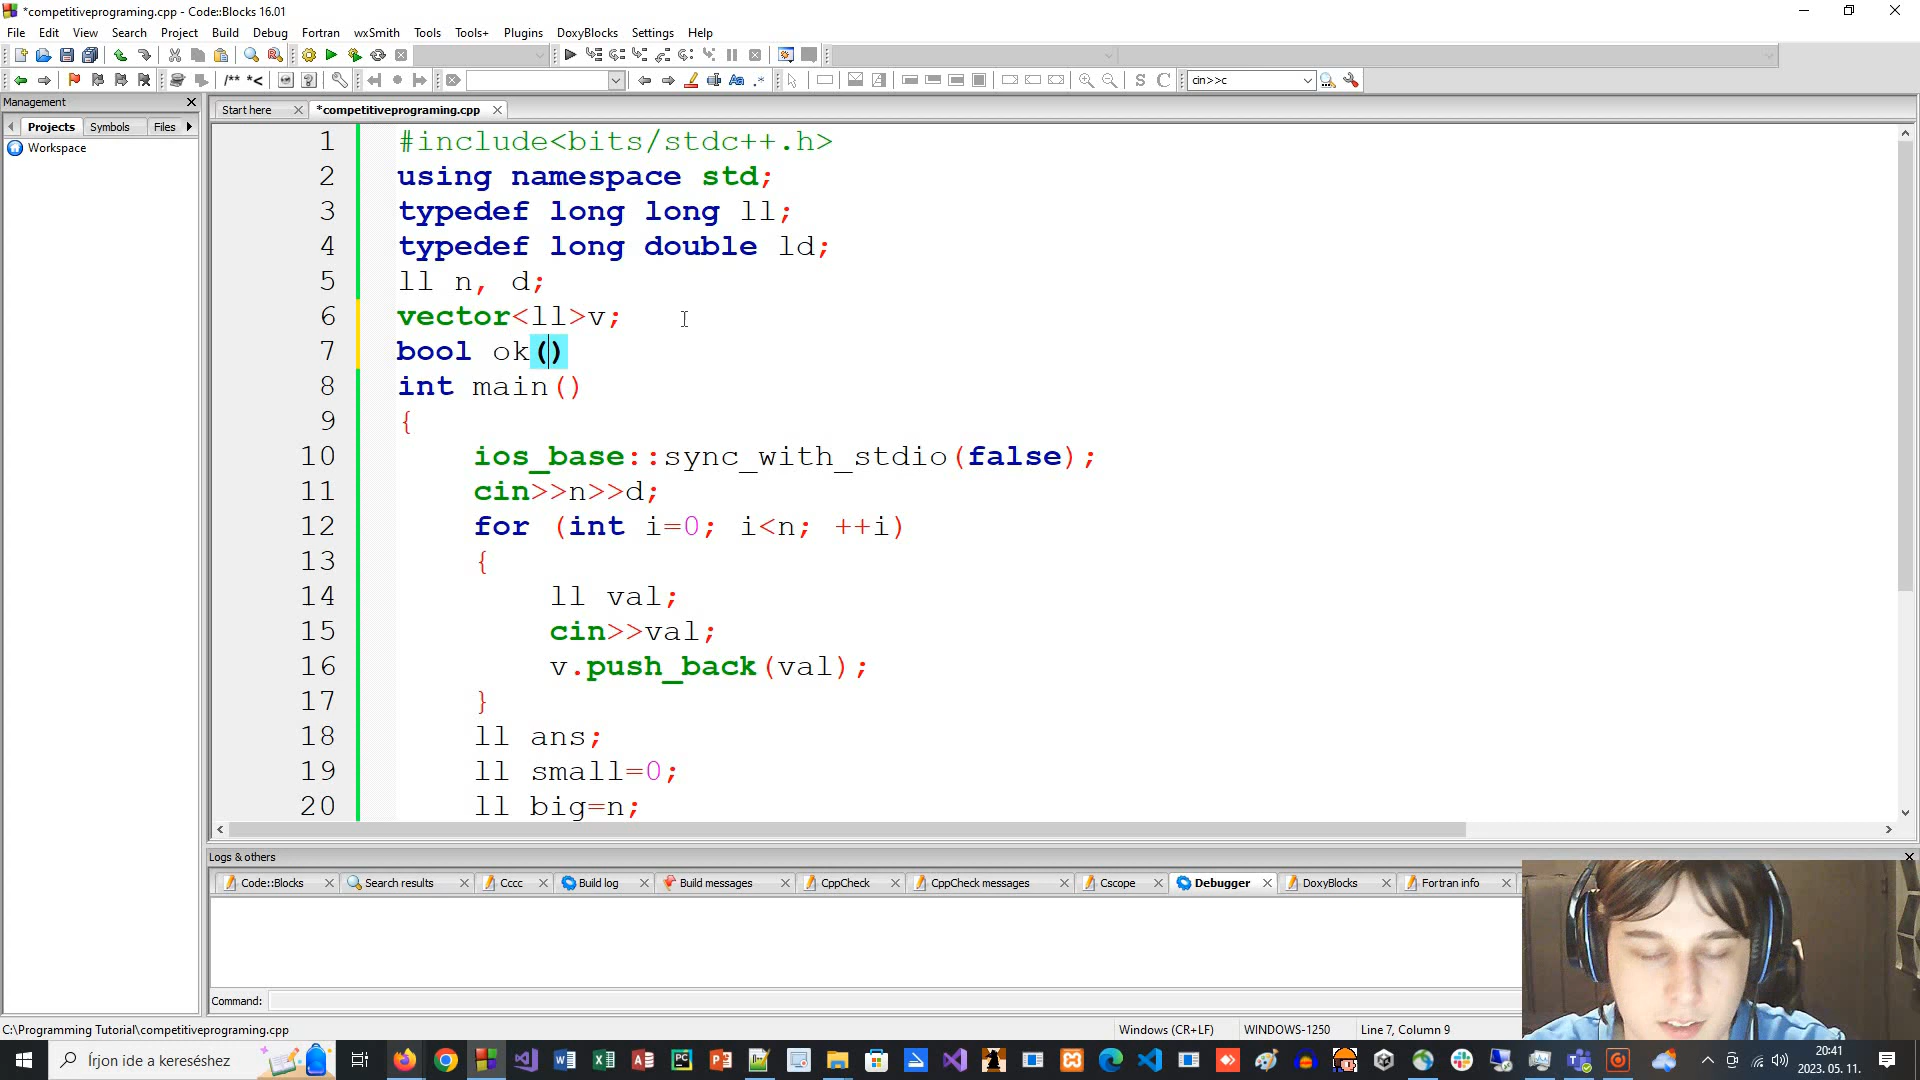 *competitiveprograming.cpp - Code::Blocks 16.01
File Edit View Search Project Build Debug Fortran wxSmith Tools Tools+ Plugins DoxyBlocks Settings Help
/** *< Aa .* S C cin>>c
Management
Projects Symbols Files
Workspace
Start here *competitiveprograming.cpp
1 #include<bits/stdc++.h>
2 using namespace std;
3 typedef long long ll;
4 typedef long double ld;
5 ll n, d;
6 vector<ll>v;
7 bool ok()
8 int main()
9 {
10 ios_base::sync_with_stdio(false);
11 cin>>n>>d;
12 for (int i=0; i<n; ++i)
13 {
14 ll val;
15 cin>>val;
16 v.push_back(val);
17 }
18 ll ans;
19 ll small=0;
20 ll big=n;
Logs & others
Code::Blocks Search results Cccc Build log Build messages CppCheck CppCheck messages Cscope Debugger DoxyBlocks Fortran info
Command:
C:\Programming Tutorial\competitiveprograming.cpp Windows (CR+LF) WINDOWS-1250 Line 7, Column 9
Írjon ide a kereséshez
20:41
2023. 05. 11.